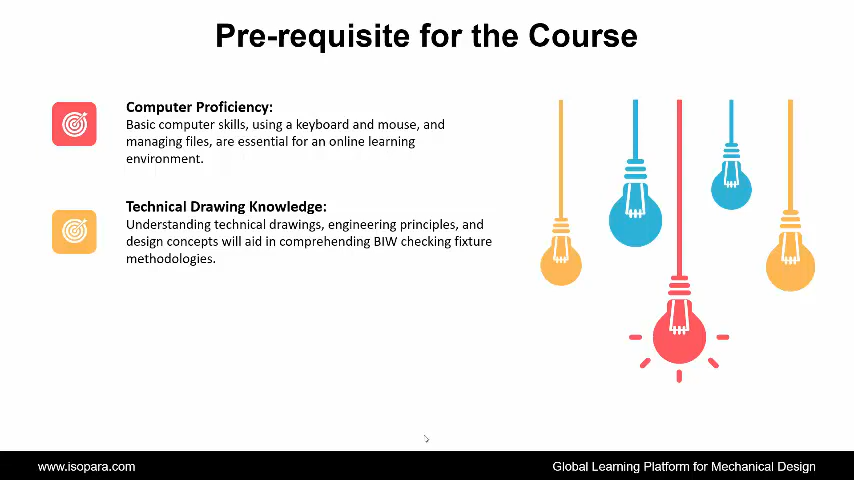 Pre-requisite for the Course
Computer Proficiency:
Basic computer skills, using a keyboard and mouse, and
managing files, are essential for an online learning
environment.
Technical Drawing Knowledge:
Understanding technical drawings, engineering principles, and
design concepts will aid in comprehending BIW checking fixture
methodologies.
www.isopara.com
Global Learning Platform for Mechanical Design